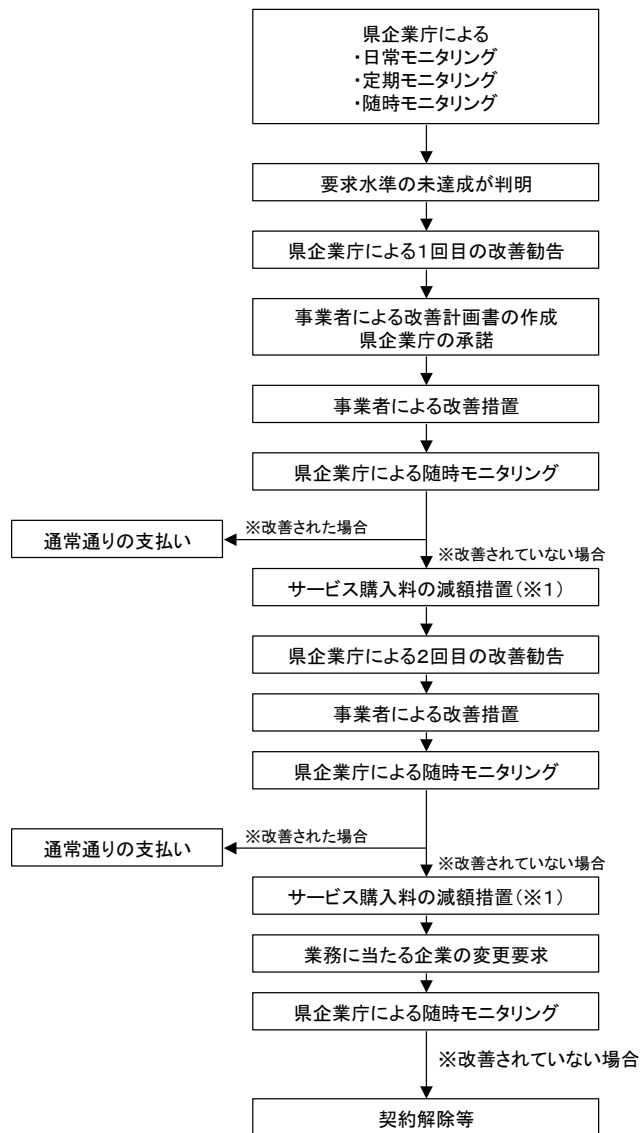 県企業庁による
・日常モニタリング
・定期モニタリング
・随時モニタリング
要求水準の未達成が判明
県企業庁による1回目の改善勧告
事業者による改善計画書の作成
県企業庁の承諾
事業者による改善措置
県企業庁による随時モニタリング
※改善された場合
通常通りの支払い
※改善されていない場合
サービス購入料の減額措置(※1)
県企業庁による2回目の改善勧告
事業者による改善措置
県企業庁による随時モニタリング
※改善された場合
通常通りの支払い
※改善されていない場合
サービス購入料の減額措置(※1)
業務に当たる企業の変更要求
県企業庁による随時モニタリング
※改善されていない場合
契約解除等